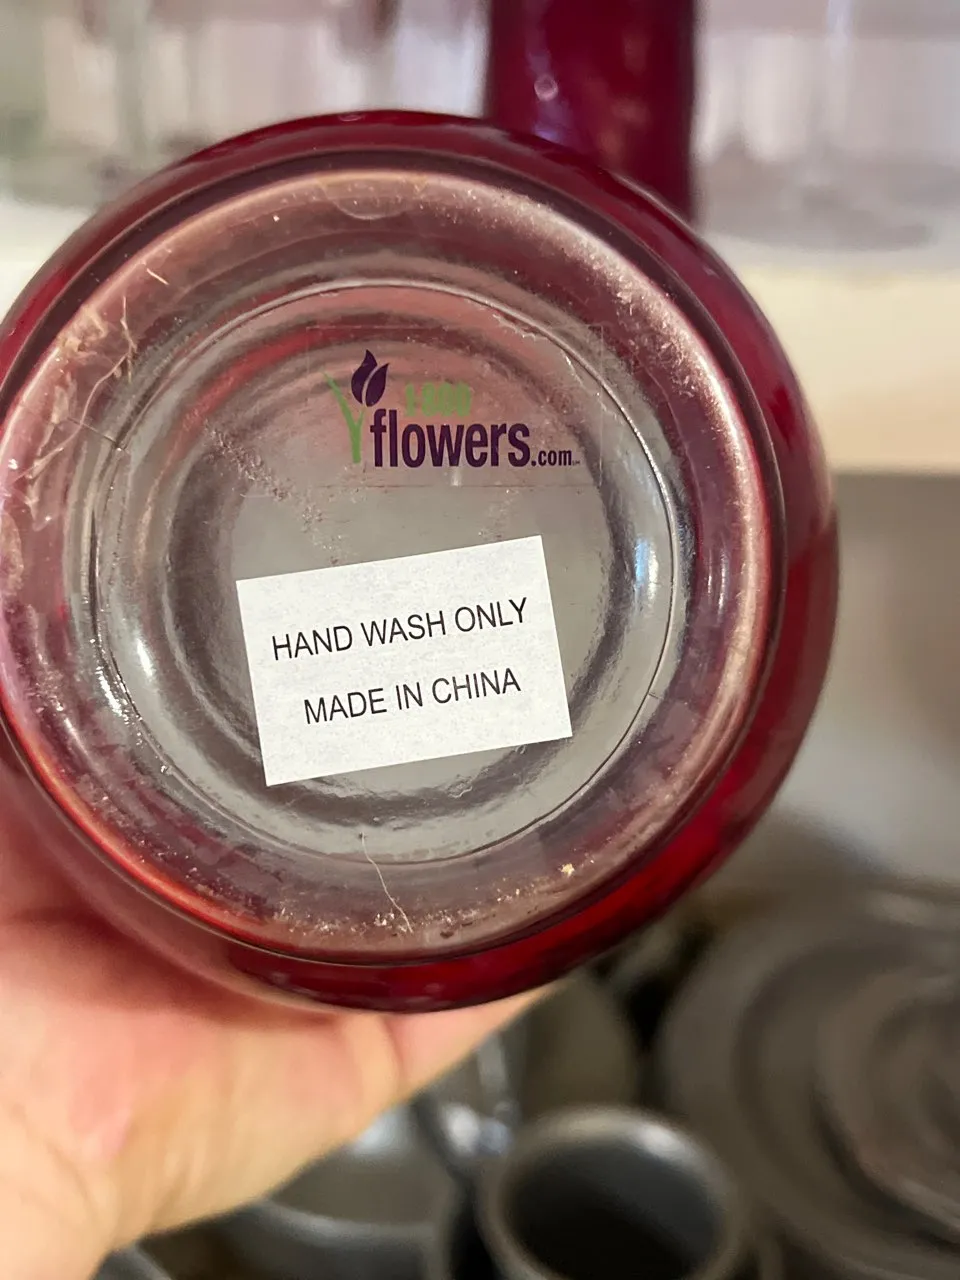 1-800
flowers.com
HAND WASH ONLY
MADE IN CHINA